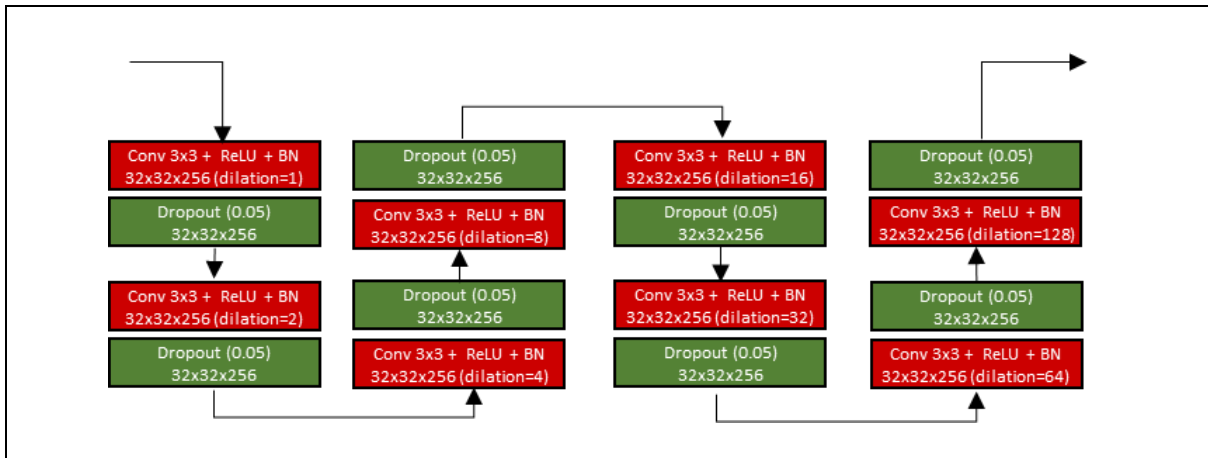 Conv 3x3 + ReLU + BN
32x32x256 (dilation=1)
Dropout (0.05)
32x32x256
Conv 3x3 + ReLU + BN
32x32x256 (dilation=2)
Dropout (0.05)
32x32x256
Dropout (0.05)
32x32x256
Conv 3x3 + ReLU + BN
32x32x256 (dilation=8)
Dropout (0.05)
32x32x256
Conv 3x3 + ReLU + BN
32x32x256 (dilation=4)
Conv 3x3 + ReLU + BN
32x32x256 (dilation=16)
Dropout (0.05)
32x32x256
Conv 3x3 + ReLU + BN
32x32x256 (dilation=32)
Dropout (0.05)
32x32x256
Dropout (0.05)
32x32x256
Conv 3x3 + ReLU + BN
32x32x256 (dilation=128)
Dropout (0.05)
32x32x256
Conv 3x3 + ReLU + BN
32x32x256 (dilation=64)